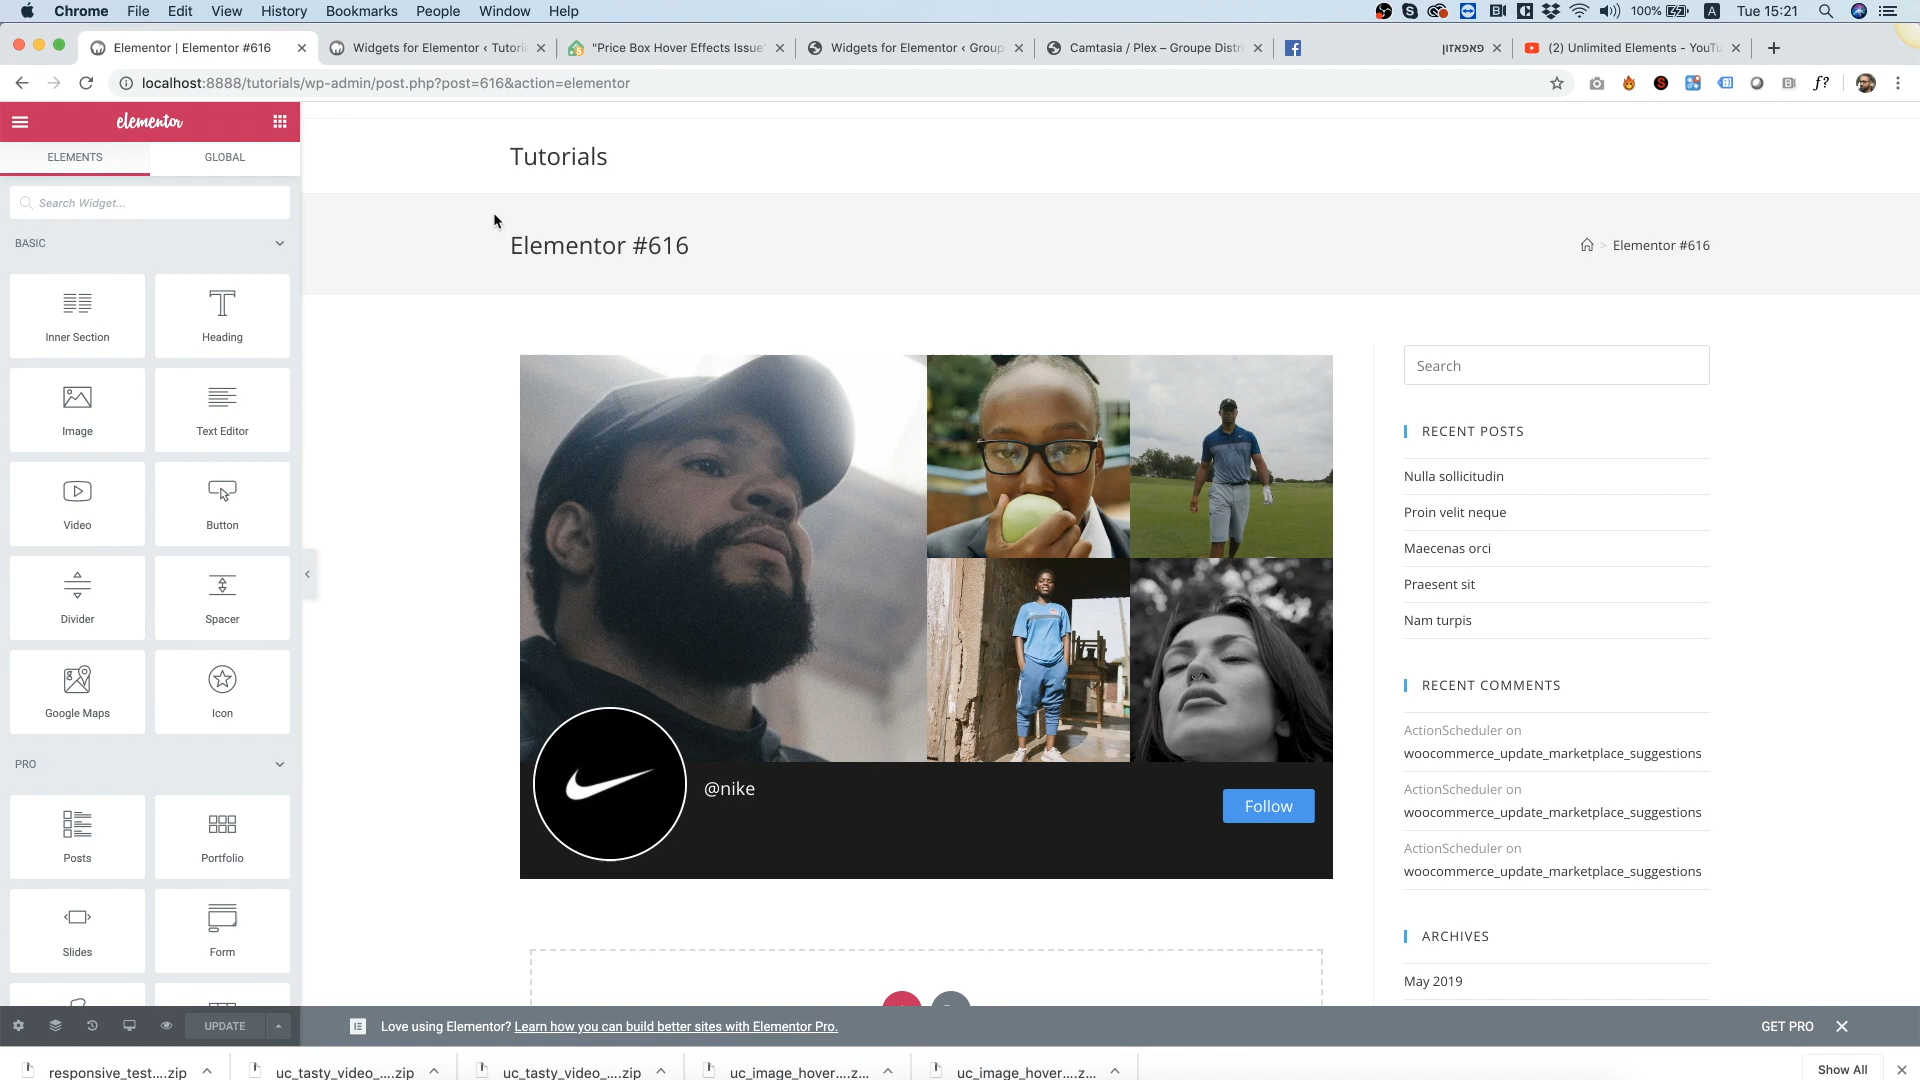 Chrome File Edit View History Bookmarks People Window Help 100% A Tue 15:21
Elementor | Elementor #616
Widgets for Elementor ‹ Tutoria
"Price Box Hover Effects Issue"
Widgets for Elementor ‹ Group
Camtasia / Plex – Groupe Distri
פאפאזון
(2) Unlimited Elements - YouTu
localhost:8888/tutorials/wp-admin/post.php?post=616&action=elementor
f?
elementor
ELEMENTS
GLOBAL
Search Widget...
BASIC
Inner Section
Heading
Image
Text Editor
Video
Button
Divider
Spacer
Google Maps
Icon
PRO
Posts
Portfolio
Slides
Form
UPDATE
Tutorials
Elementor #616
> Elementor #616
@nike
Follow
Search
RECENT POSTS
Nulla sollicitudin
Proin velit neque
Maecenas orci
Praesent sit
Nam turpis
RECENT COMMENTS
ActionScheduler on
woocommerce_update_marketplace_suggestions
ActionScheduler on
woocommerce_update_marketplace_suggestions
ActionScheduler on
woocommerce_update_marketplace_suggestions
ARCHIVES
May 2019
Love using Elementor? Learn how you can build better sites with Elementor Pro.
GET PRO
responsive_test....zip
uc_tasty_video_....zip
uc_tasty_video_....zip
uc_image_hover....z...
uc_image_hover....z...
Show All